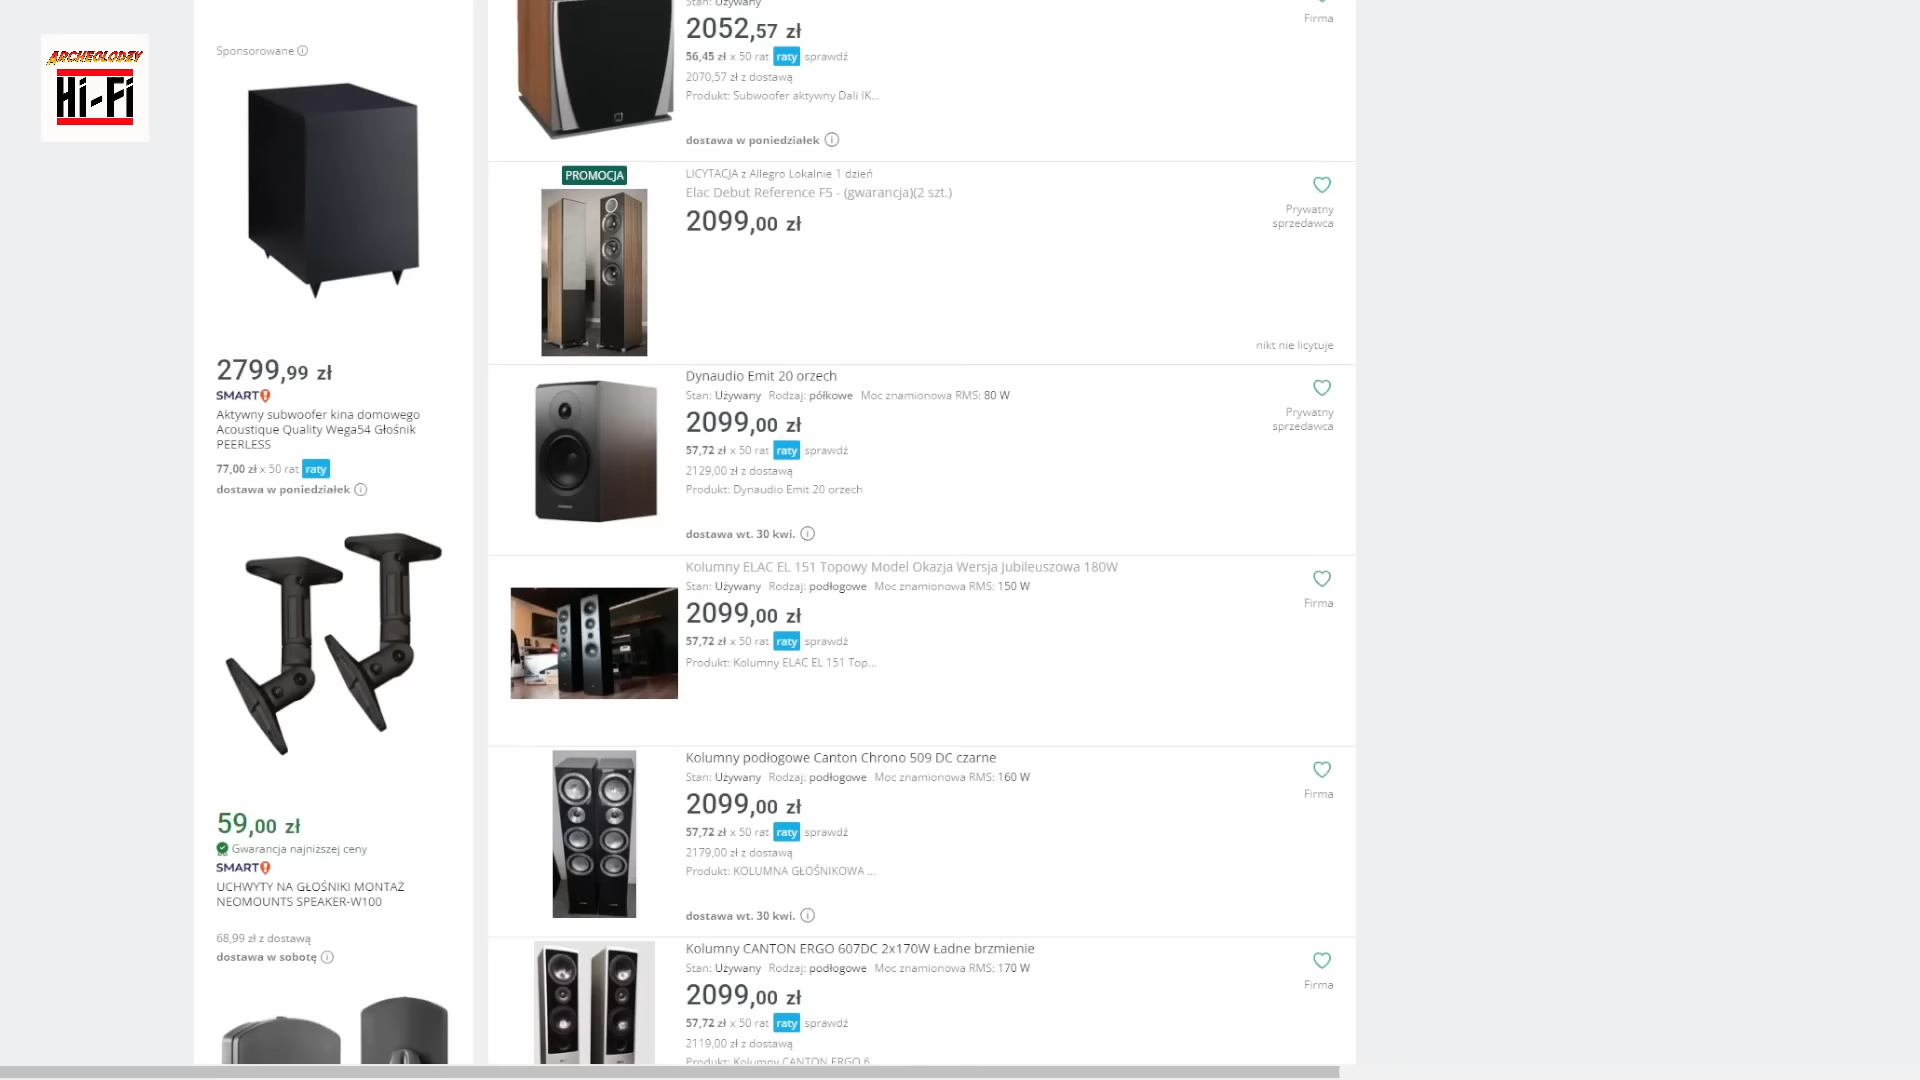 ARCHEOLODZY
Hi-Fi
Sponsorowane
2799,99 zł
SMART!
Aktywny subwoofer kina domowego
Acoustique Quality Wega54 Głośnik
PEERLESS
77,00 zł x 50 rat raty
dostawa w poniedziałek
59,00 zł
Gwarancja najniższej ceny
SMART!
UCHWYTY NA GŁOŚNIKI MONTAŻ
NEOMOUNTS SPEAKER-W100
68,99 zł z dostawą
dostawa w sobotę
Stan: Używany
Firma
2052,57 zł
56,45 zł x 50 rat raty sprawdź
2070,57 zł z dostawą
Produkt: Subwoofer aktywny Dali IK...
dostawa w poniedziałek
PROMOCJA
LICYTACJA z Allegro Lokalnie 1 dzień
Elac Debut Reference F5 - (gwarancja)(2 szt.)
2099,00 zł
Prywatny
sprzedawca
nikt nie licytuje
Dynaudio Emit 20 orzech
Stan: Używany Rodzaj: półkowe Moc znamionowa RMS: 80 W
2099,00 zł
Prywatny
sprzedawca
57,72 zł x 50 rat raty sprawdź
2129,00 zł z dostawą
Produkt: Dynaudio Emit 20 orzech
dostawa wt. 30 kwi.
Kolumny ELAC EL 151 Topowy Model Okazja Wersja Jubileuszowa 180W
Stan: Używany Rodzaj: podłogowe Moc znamionowa RMS: 150 W
Firma
2099,00 zł
57,72 zł x 50 rat raty sprawdź
Produkt: Kolumny ELAC EL 151 Top...
Kolumny podłogowe Canton Chrono 509 DC czarne
Stan: Używany Rodzaj: podłogowe Moc znamionowa RMS: 160 W
Firma
2099,00 zł
57,72 zł x 50 rat raty sprawdź
2179,00 zł z dostawą
Produkt: KOLUMNA GŁOŚNIKOWA ...
dostawa wt. 30 kwi.
Kolumny CANTON ERGO 607DC 2x170W Ładne brzmienie
Stan: Używany Rodzaj: podłogowe Moc znamionowa RMS: 170 W
Firma
2099,00 zł
57,72 zł x 50 rat raty sprawdź
2119,00 zł z dostawą
Produkt: Kolumny CANTON ERGO 6...